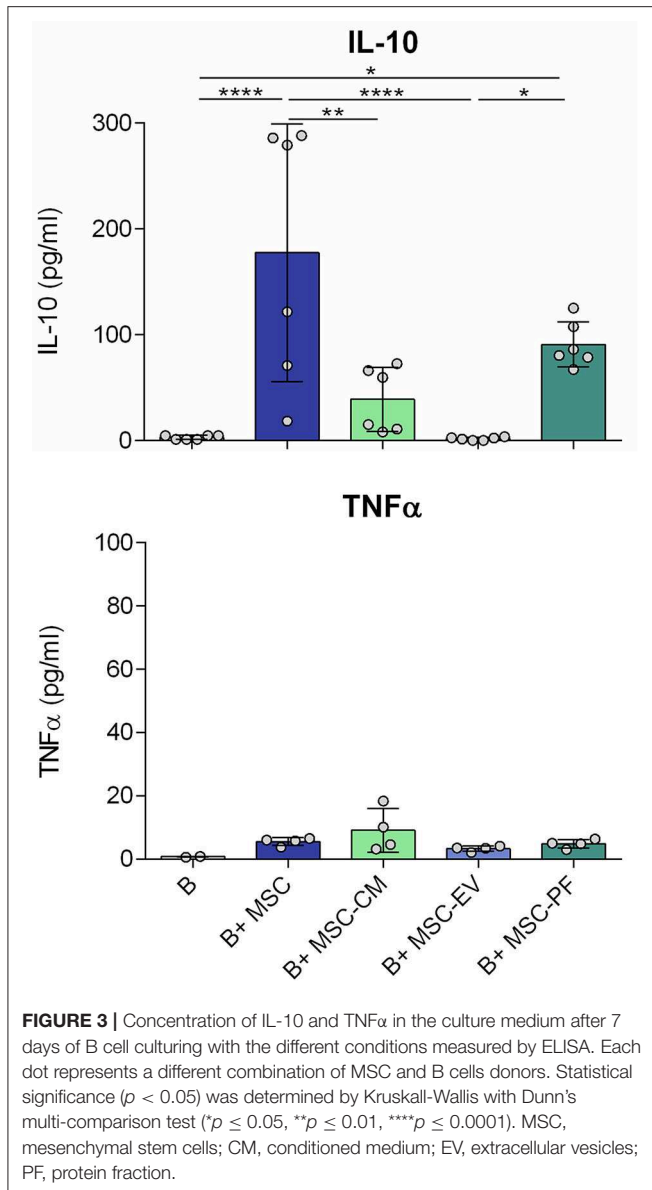 IL-10
*
**** **** *
**
300
200
100
0
IL-10 (pg/ml)
TNFα
100
80
60
40
20
0
TNFα (pg/ml)
B
B+ MSC
B+ MSC-CM
B+ MSC-EV
B+ MSC-PF
FIGURE 3 | Concentration of IL-10 and TNFα in the culture medium after 7
days of B cell culturing with the different conditions measured by ELISA. Each
dot represents a different combination of MSC and B cells donors. Statistical
significance (p < 0.05) was determined by Kruskall-Wallis with Dunn's
multi-comparison test (*p ≤ 0.05, **p ≤ 0.01, ****p ≤ 0.0001). MSC,
mesenchymal stem cells; CM, conditioned medium; EV, extracellular vesicles;
PF, protein fraction.